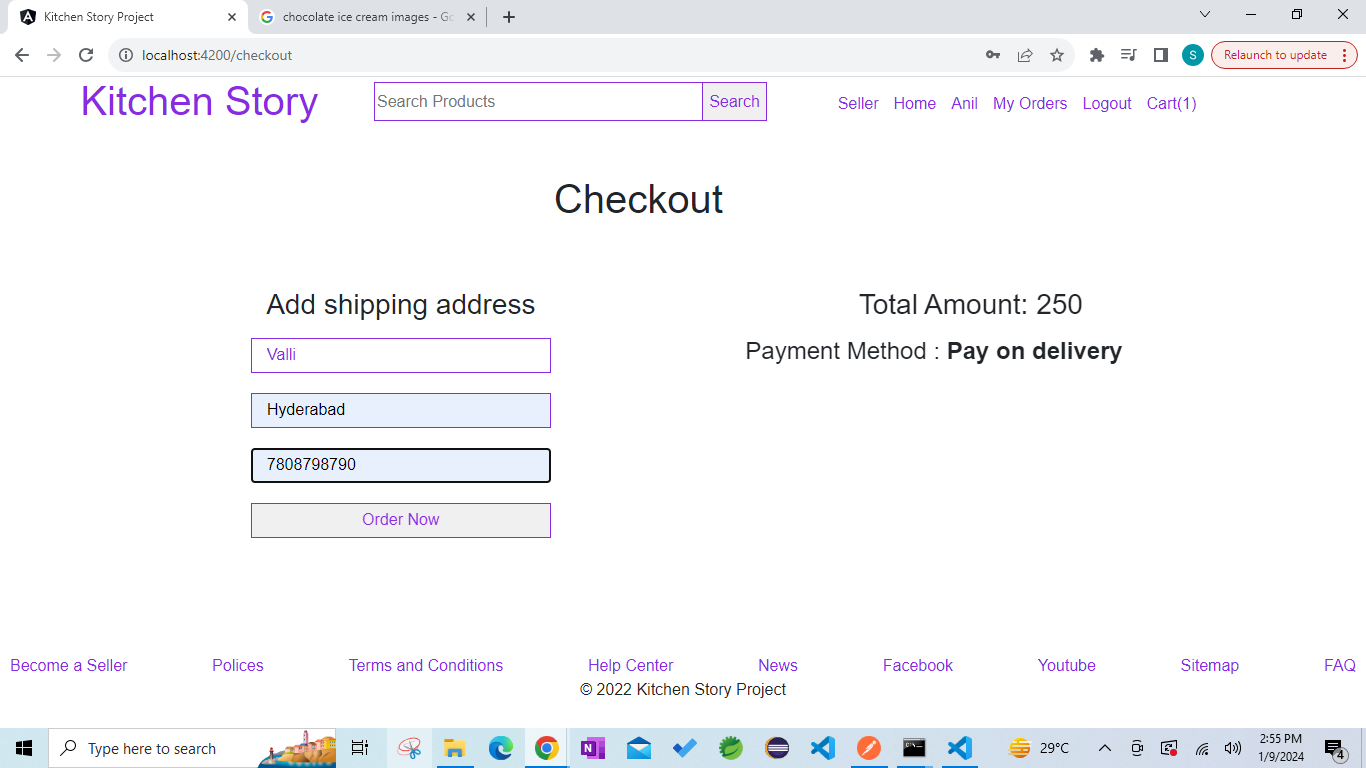 Kitchen Story Project
chocolate ice cream images - Go
localhost:4200/checkout
S
Relaunch to update
Kitchen Story
Search Products
Search
Seller Home Anil My Orders Logout Cart(1)
Checkout
Add shipping address
Valli
Hyderabad
7808798790
Order Now
Total Amount: 250
Payment Method : Pay on delivery
Become a Seller Polices Terms and Conditions Help Center News Facebook Youtube Sitemap FAQ
© 2022 Kitchen Story Project
Type here to search
29°C
2:55 PM
1/9/2024
4